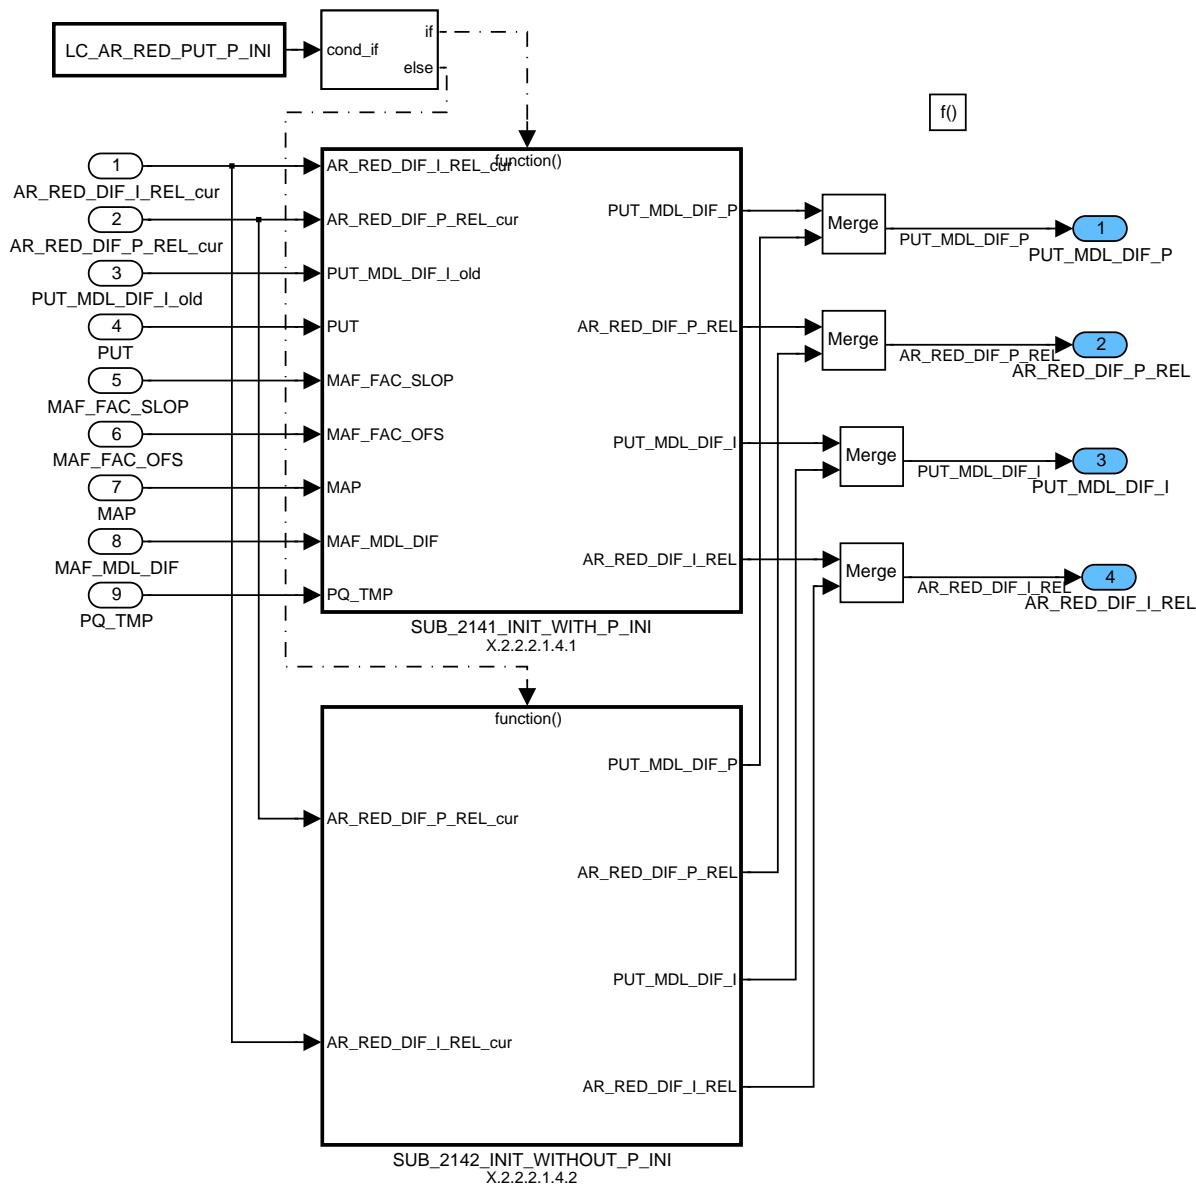 LC_AR_RED_PUT_P_INI
cond_if
if
else
f()
1
AR_RED_DIF_I_REL_cur
2
AR_RED_DIF_P_REL_cur
3
PUT_MDL_DIF_I_old
4
PUT
5
MAF_FAC_SLOP
6
MAF_FAC_OFS
7
MAP
8
MAF_MDL_DIF
9
PQ_TMP
function()
AR_RED_DIF_I_REL_cur
AR_RED_DIF_P_REL_cur
PUT_MDL_DIF_I_old
PUT
MAF_FAC_SLOP
MAF_FAC_OFS
MAP
MAF_MDL_DIF
PQ_TMP
PUT_MDL_DIF_P
AR_RED_DIF_P_REL
PUT_MDL_DIF_I
AR_RED_DIF_I_REL
SUB_2141_INIT_WITH_P_INI
X.2.2.2.1.4.1
Merge
PUT_MDL_DIF_P
1
PUT_MDL_DIF_P
Merge
AR_RED_DIF_P_REL
2
AR_RED_DIF_P_REL
Merge
PUT_MDL_DIF_I
3
PUT_MDL_DIF_I
Merge
AR_RED_DIF_I_REL
4
AR_RED_DIF_I_REL
function()
AR_RED_DIF_P_REL_cur
AR_RED_DIF_I_REL_cur
PUT_MDL_DIF_P
AR_RED_DIF_P_REL
PUT_MDL_DIF_I
AR_RED_DIF_I_REL
SUB_2142_INIT_WITHOUT_P_INI
X.2.2.2.1.4.2